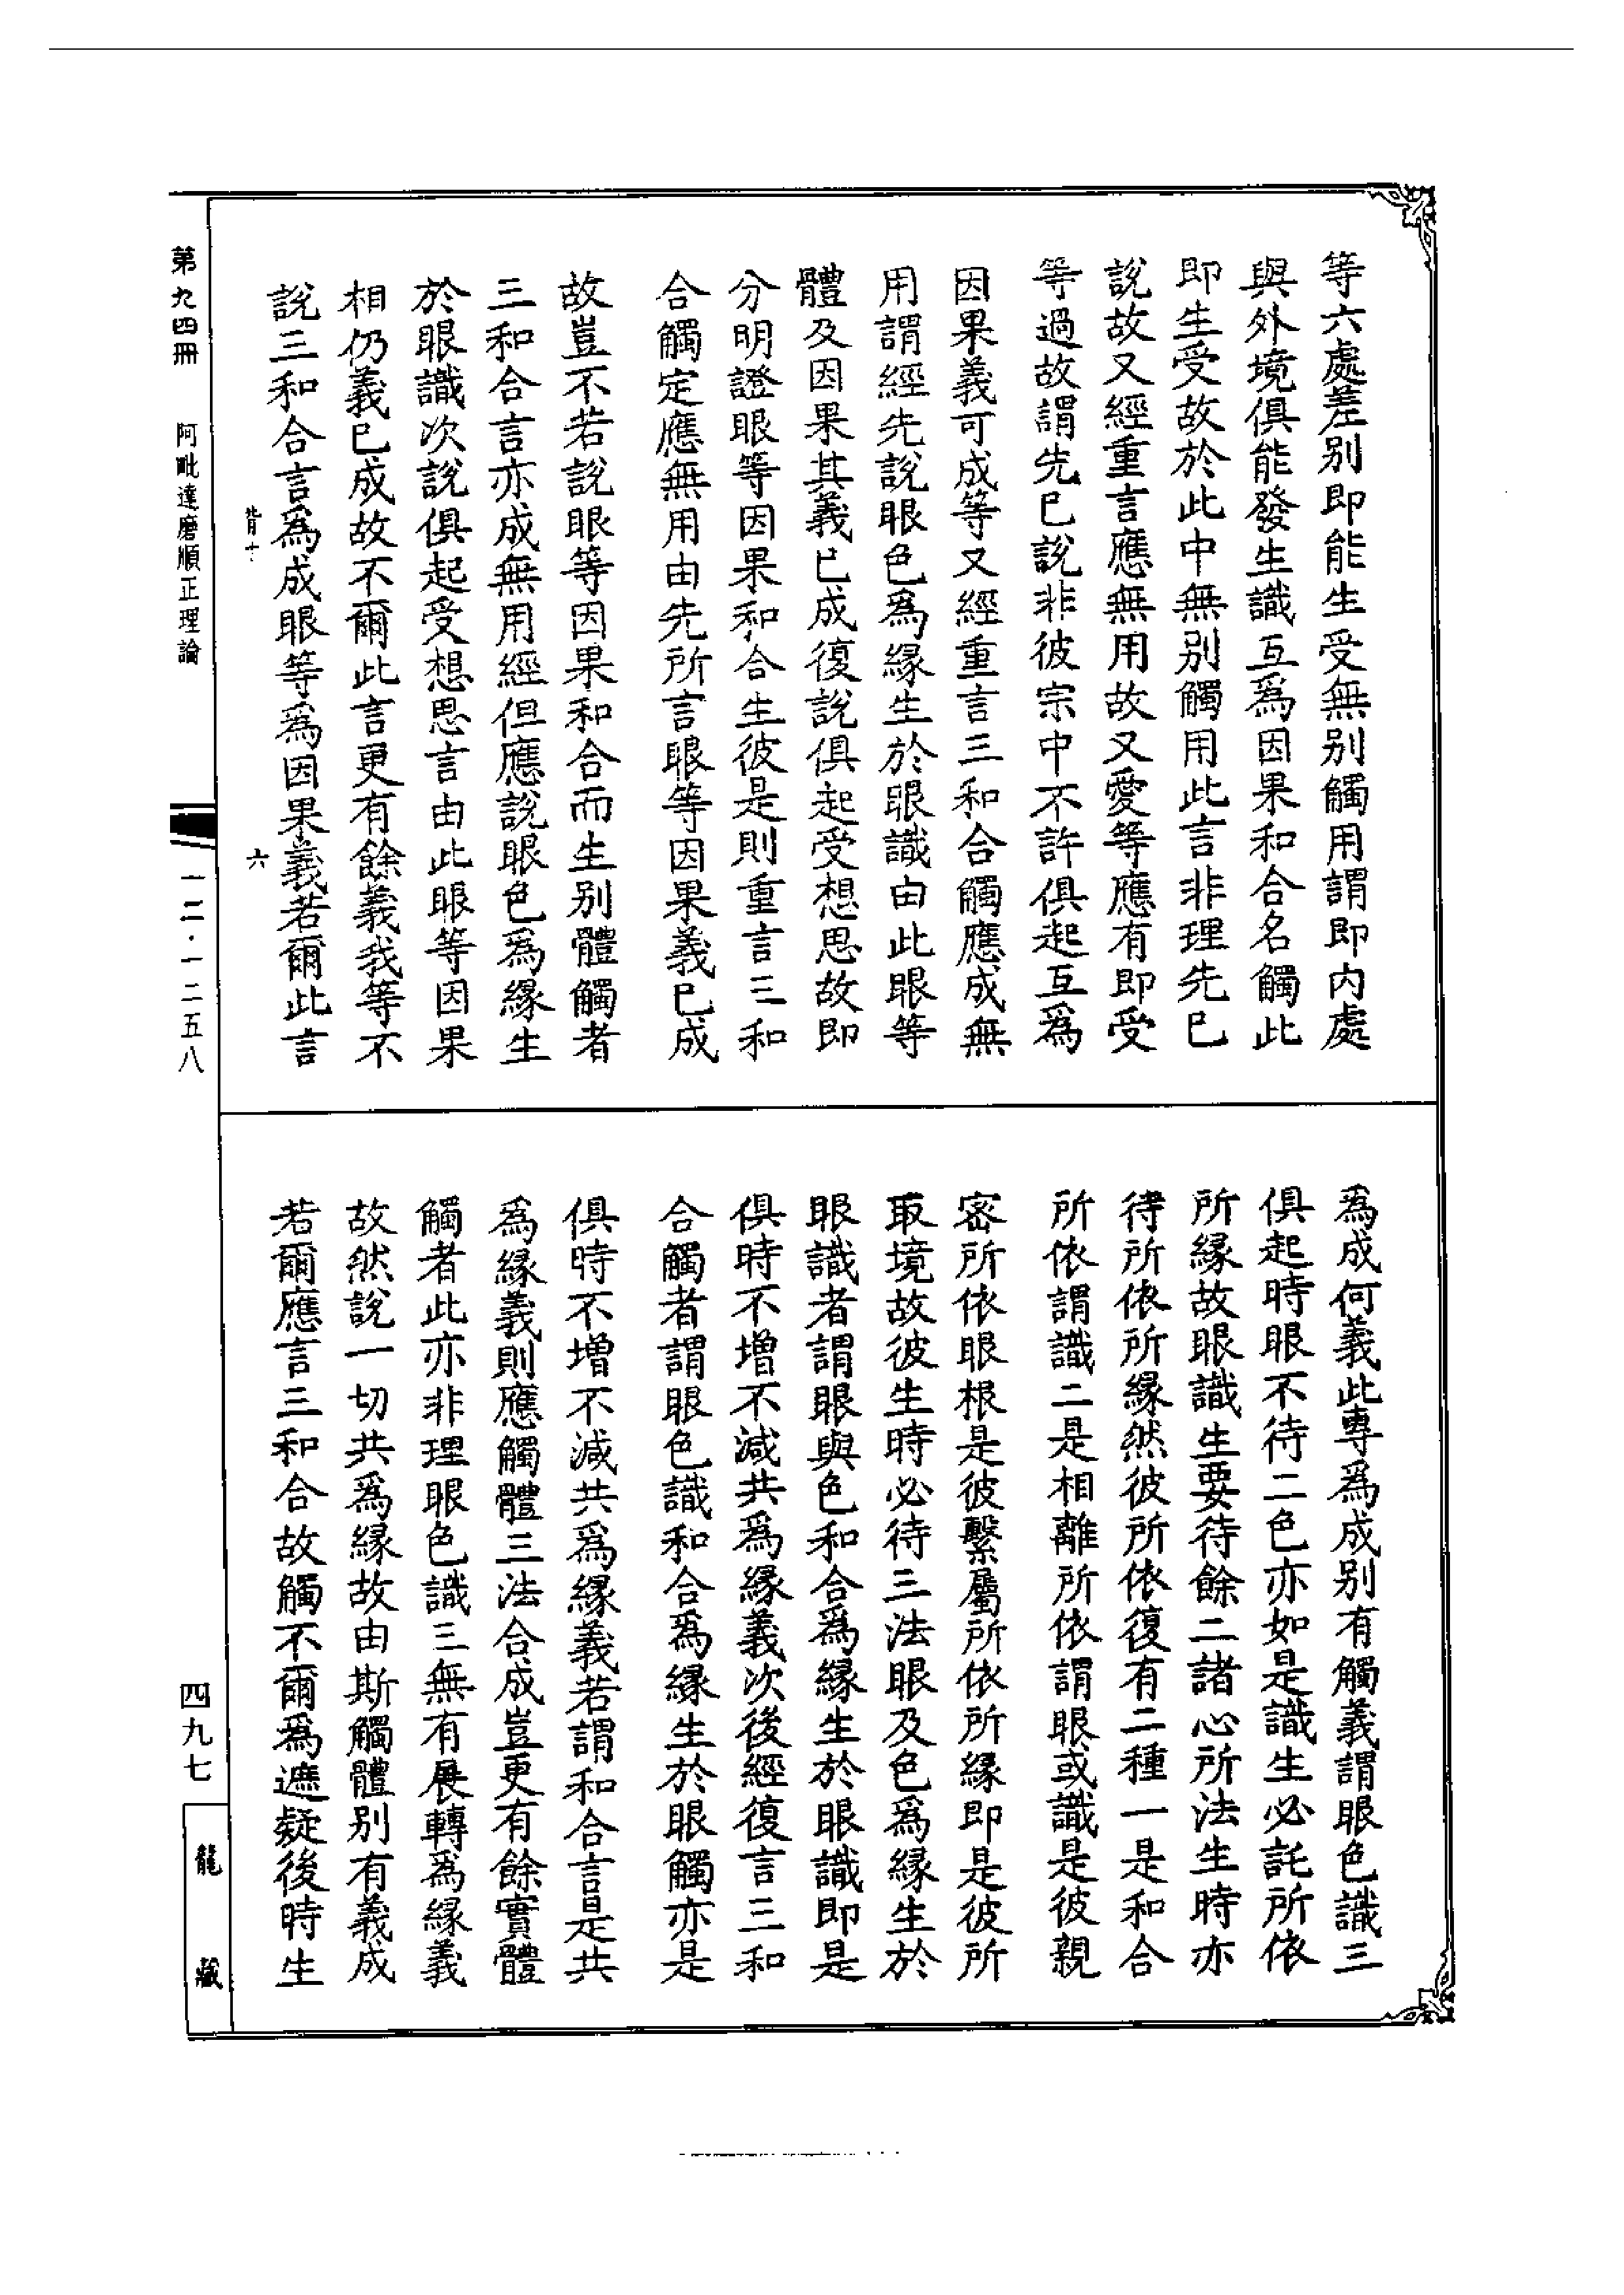 等六處差别即能生受無别觸用謂即内處
與外境俱能發生識互爲因果和合名觸此
即生受故於此中無别觸用此言非理先已
說故又經重言應無用故又愛等應有即受
等過故謂先已說非彼宗中不許俱起互爲
因果義可成等又經重言三和合觸應成無
用謂經先說眼色爲緣生於眼識由此眼等
體及因果其義已成復說俱起受想思故即
分明證眼等因果和合生彼是則重言三和
合觸定應無用由先所言眼等因果義已成
故豈不若說眼等因果和合而生别體觸者
三和合言亦成無用經但應說眼色爲緣生
於眼識次說俱起受想思言由此眼等因果
相仍義已成故不爾此言更有餘義我等不
說三和合言爲成眼等爲因果義若爾此言
爲成何義此專爲成别有觸義謂眼色識三
俱起時眼不待二色亦如是識生必託所依
所緣故眼識生要待餘二諸心所法生時亦
待所依所緣然彼所依復有二種一是和合
所依謂識二是相離所依謂眼或識是彼親
密所依眼根是彼繫屬所依所緣即是彼所
取境故彼生時必待三法眼及色爲緣生於
眼識者謂眼與色和合爲緣生於眼識即是
俱時不增不減共爲緣義次後經復言三和
合觸者謂眼色識和合爲緣生於眼觸亦是
俱時不增不減共爲緣義若謂和合言是共
爲緣義則應觸體三法合成豈更有餘實體
觸者此亦非理眼色識三無有展轉爲緣義
故然說一切共爲緣故由斯觸體别有義成
若爾應言三和合故觸不爾爲遮疑後時生
第九四冊
阿毗達磨順正理論
六
一二·一二五八
四九七
龍藏